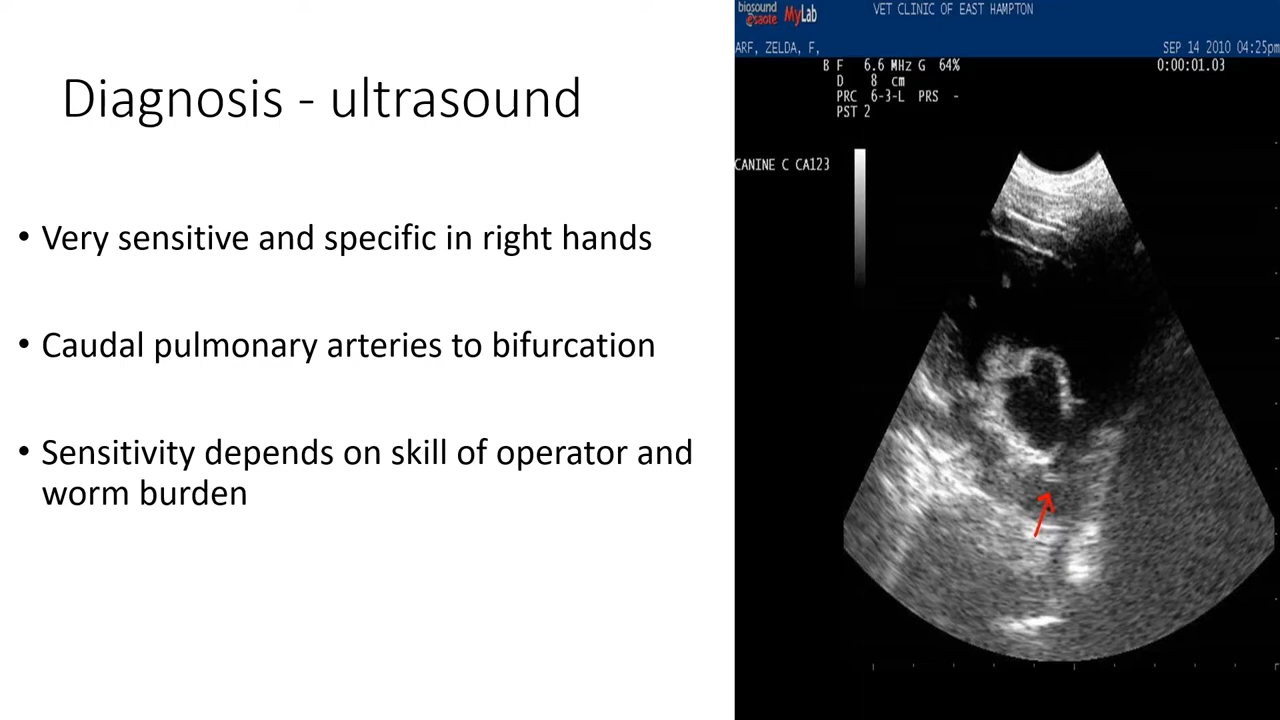 Diagnosis - ultrasound
• Very sensitive and specific in right hands
• Caudal pulmonary arteries to bifurcation
• Sensitivity depends on skill of operator and
worm burden
biosound
esaote MyLab
VET CLINIC OF EAST HAMPTON
ARF, ZELDA, F,
SEP 14 2010 04:25pm
B F 6.6 MHz G 64%
D 8 cm
PRC 6-3-L PRS -
PST 2
0:00:01.03
CANINE C CA123